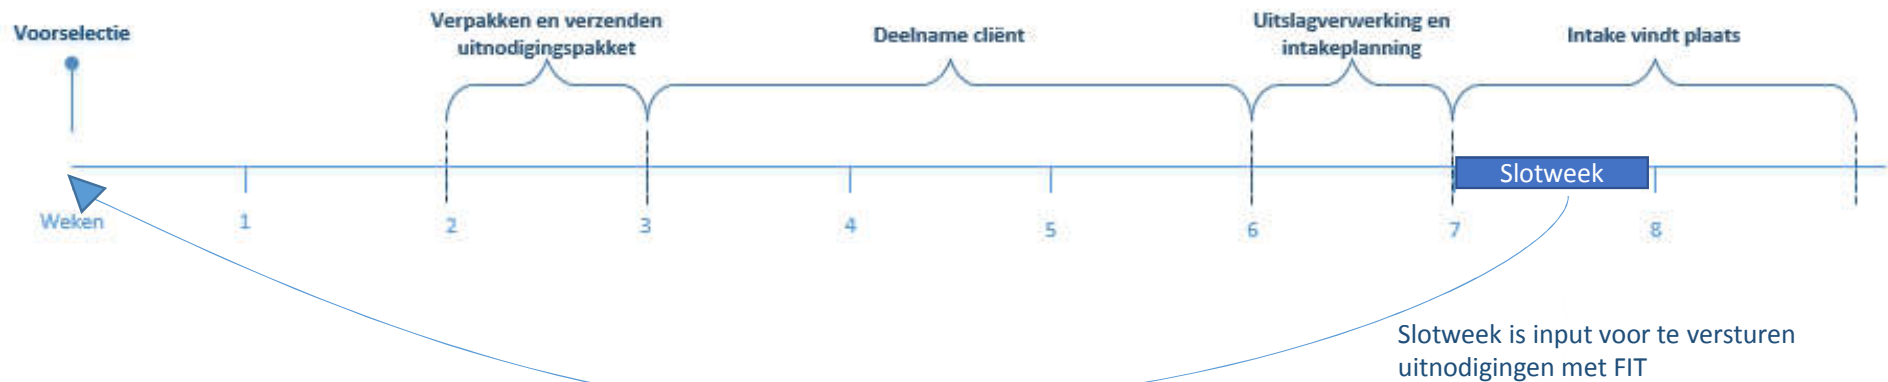 Voorselectie
Verpakken en verzenden
uitnodigingspakket
Deelname cliënt
Uitslagverwerking en
intakeplanning
Intake vindt plaats
Slotweek
Weken
1
2
3
4
5
6
7
8
Slotweek is input voor te versturen
uitnodigingen met FIT